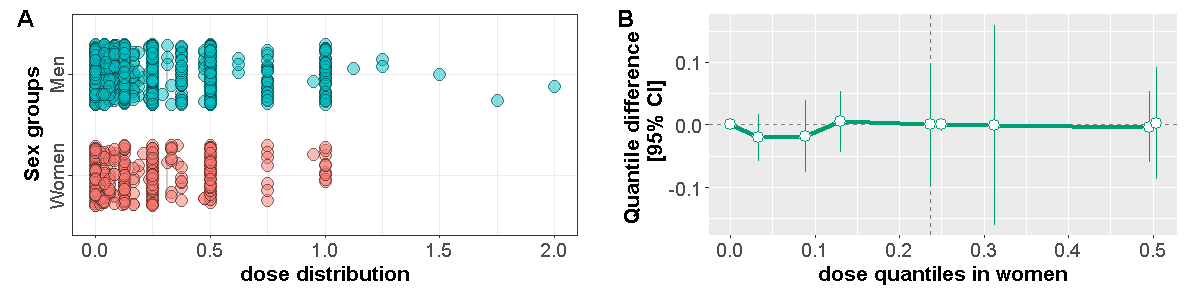 A
Sex groups
Men
Women
0.0 0.5 1.0 1.5 2.0
dose distribution
B
Quantile difference
[95% CI]
0.1
0.0
-0.1
0.0 0.1 0.2 0.3 0.4 0.5
dose quantiles in women